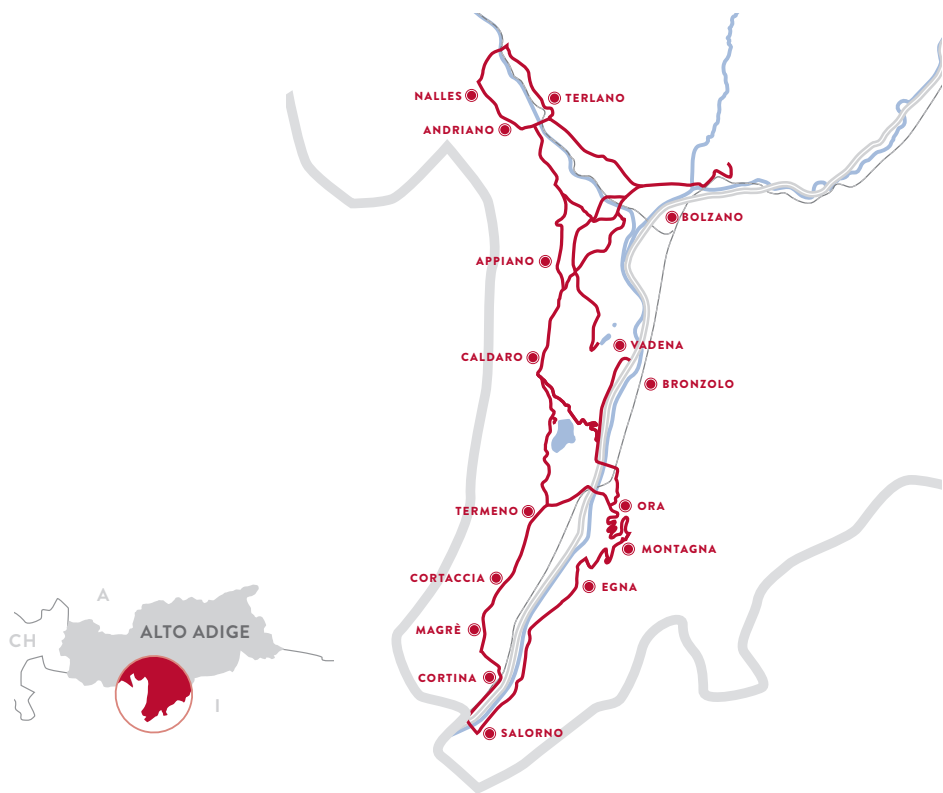 NALLES
TERLANO
ANDRIANO
BOLZANO
APPIANO
VADENA
CALDARO
BRONZOLO
ORA
TERMENO
MONTAGNA
CORTACCIA
EGNA
A
MAGRÈ
ALTO ADIGE
CH
CORTINA
I
SALORNO